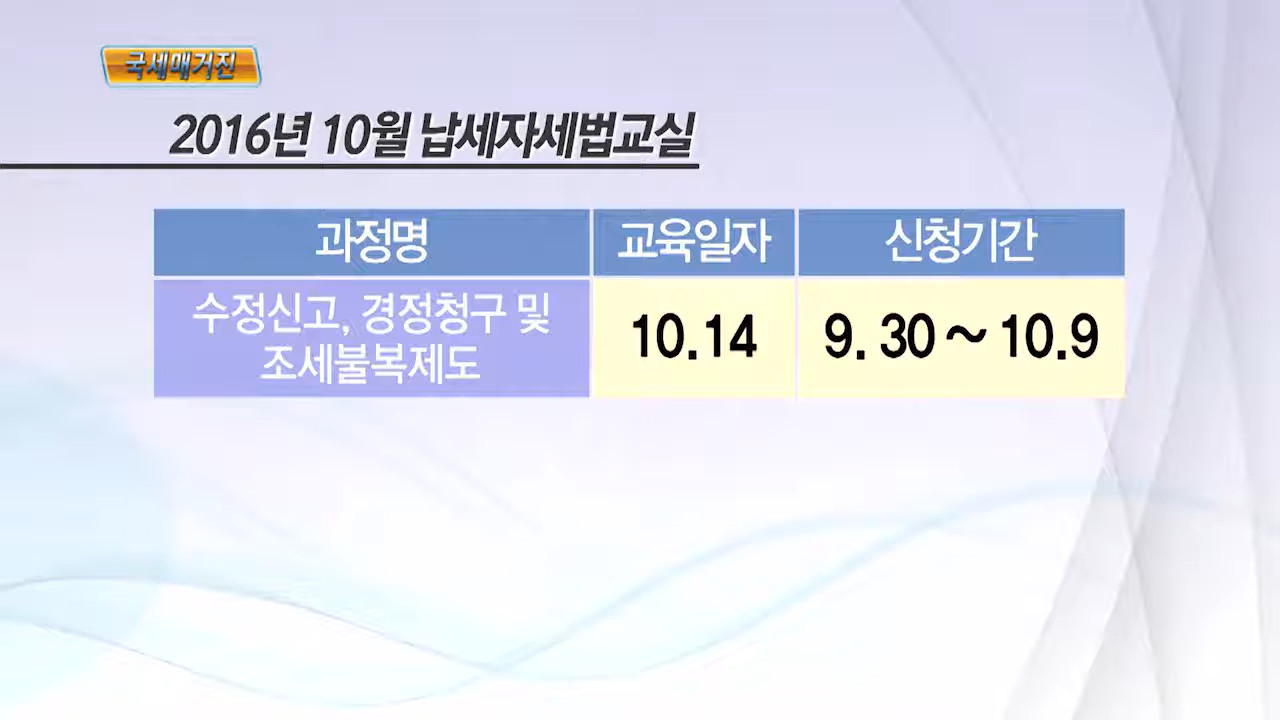 국세매거진
2016년 10월 납세자세법교실
과정명 교육일자 신청기간
수정신고, 경정청구 및
조세불복제도
10.14
9. 30 ~ 10.9